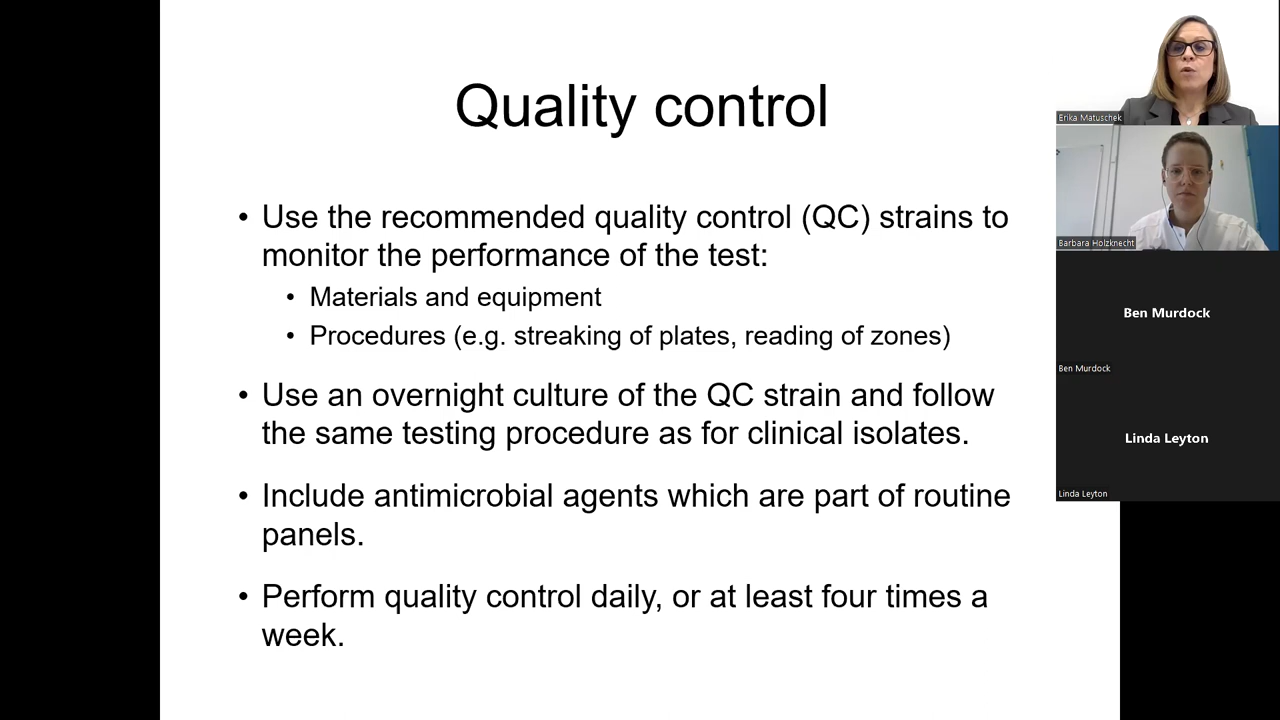 Quality control
• Use the recommended quality control (QC) strains to
monitor the performance of the test:
• Materials and equipment
• Procedures (e.g. streaking of plates, reading of zones)
• Use an overnight culture of the QC strain and follow
the same testing procedure as for clinical isolates.
• Include antimicrobial agents which are part of routine
panels.
• Perform quality control daily, or at least four times a
week.
Erika Matuschek
Barbara Holzknecht
Ben Murdock
Ben Murdock
Linda Leyton
Linda Leyton